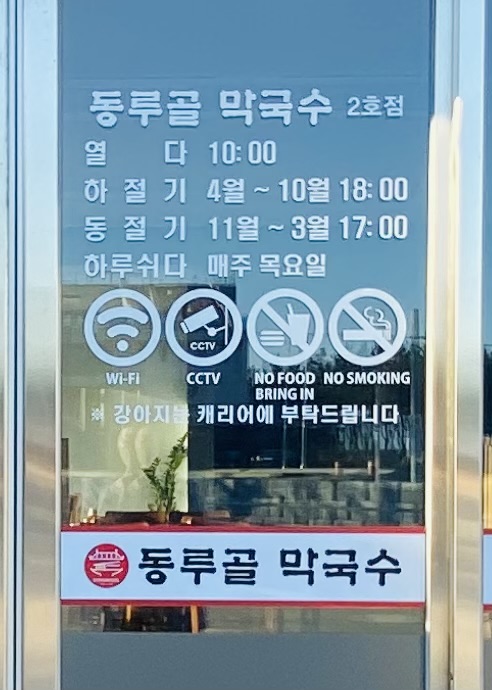 동루골 막국수 2호점
열 다 10:00
하 절 기 4월 ~ 10월 18:00
동 절 기 11월 ~ 3월 17:00
하루쉬다 매주 목요일
CCTV
Wi-Fi CCTV NO FOOD BRING IN NO SMOKING
※ 강아지는 캐리어에 부탁드립니다
동루골 막국수